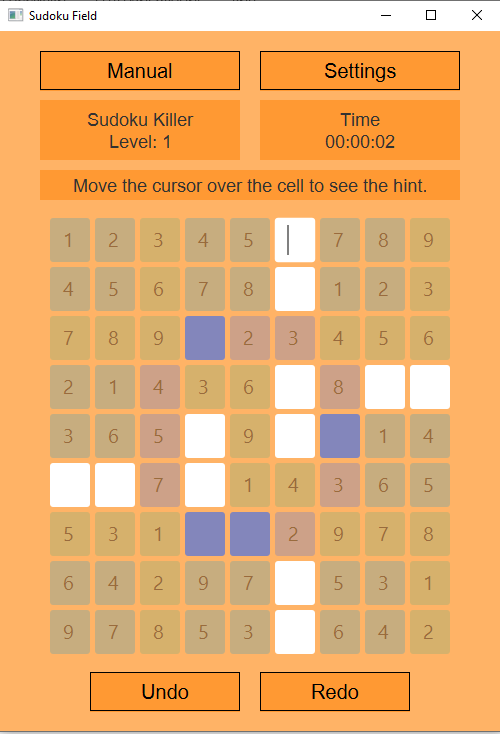 Sudoku Field
Manual Settings
Sudoku Killer
Level: 1
Time
00:00:02
Move the cursor over the cell to see the hint.
1 2 3 4 5 7 8 9
4 5 6 7 8 1 2 3
7 8 9 2 3 4 5 6
2 1 4 3 6 8
3 6 5 9 1 4
7 1 4 3 6 5
5 3 1 2 9 7 8
6 4 2 9 7 5 3 1
9 7 8 5 3 6 4 2
Undo Redo